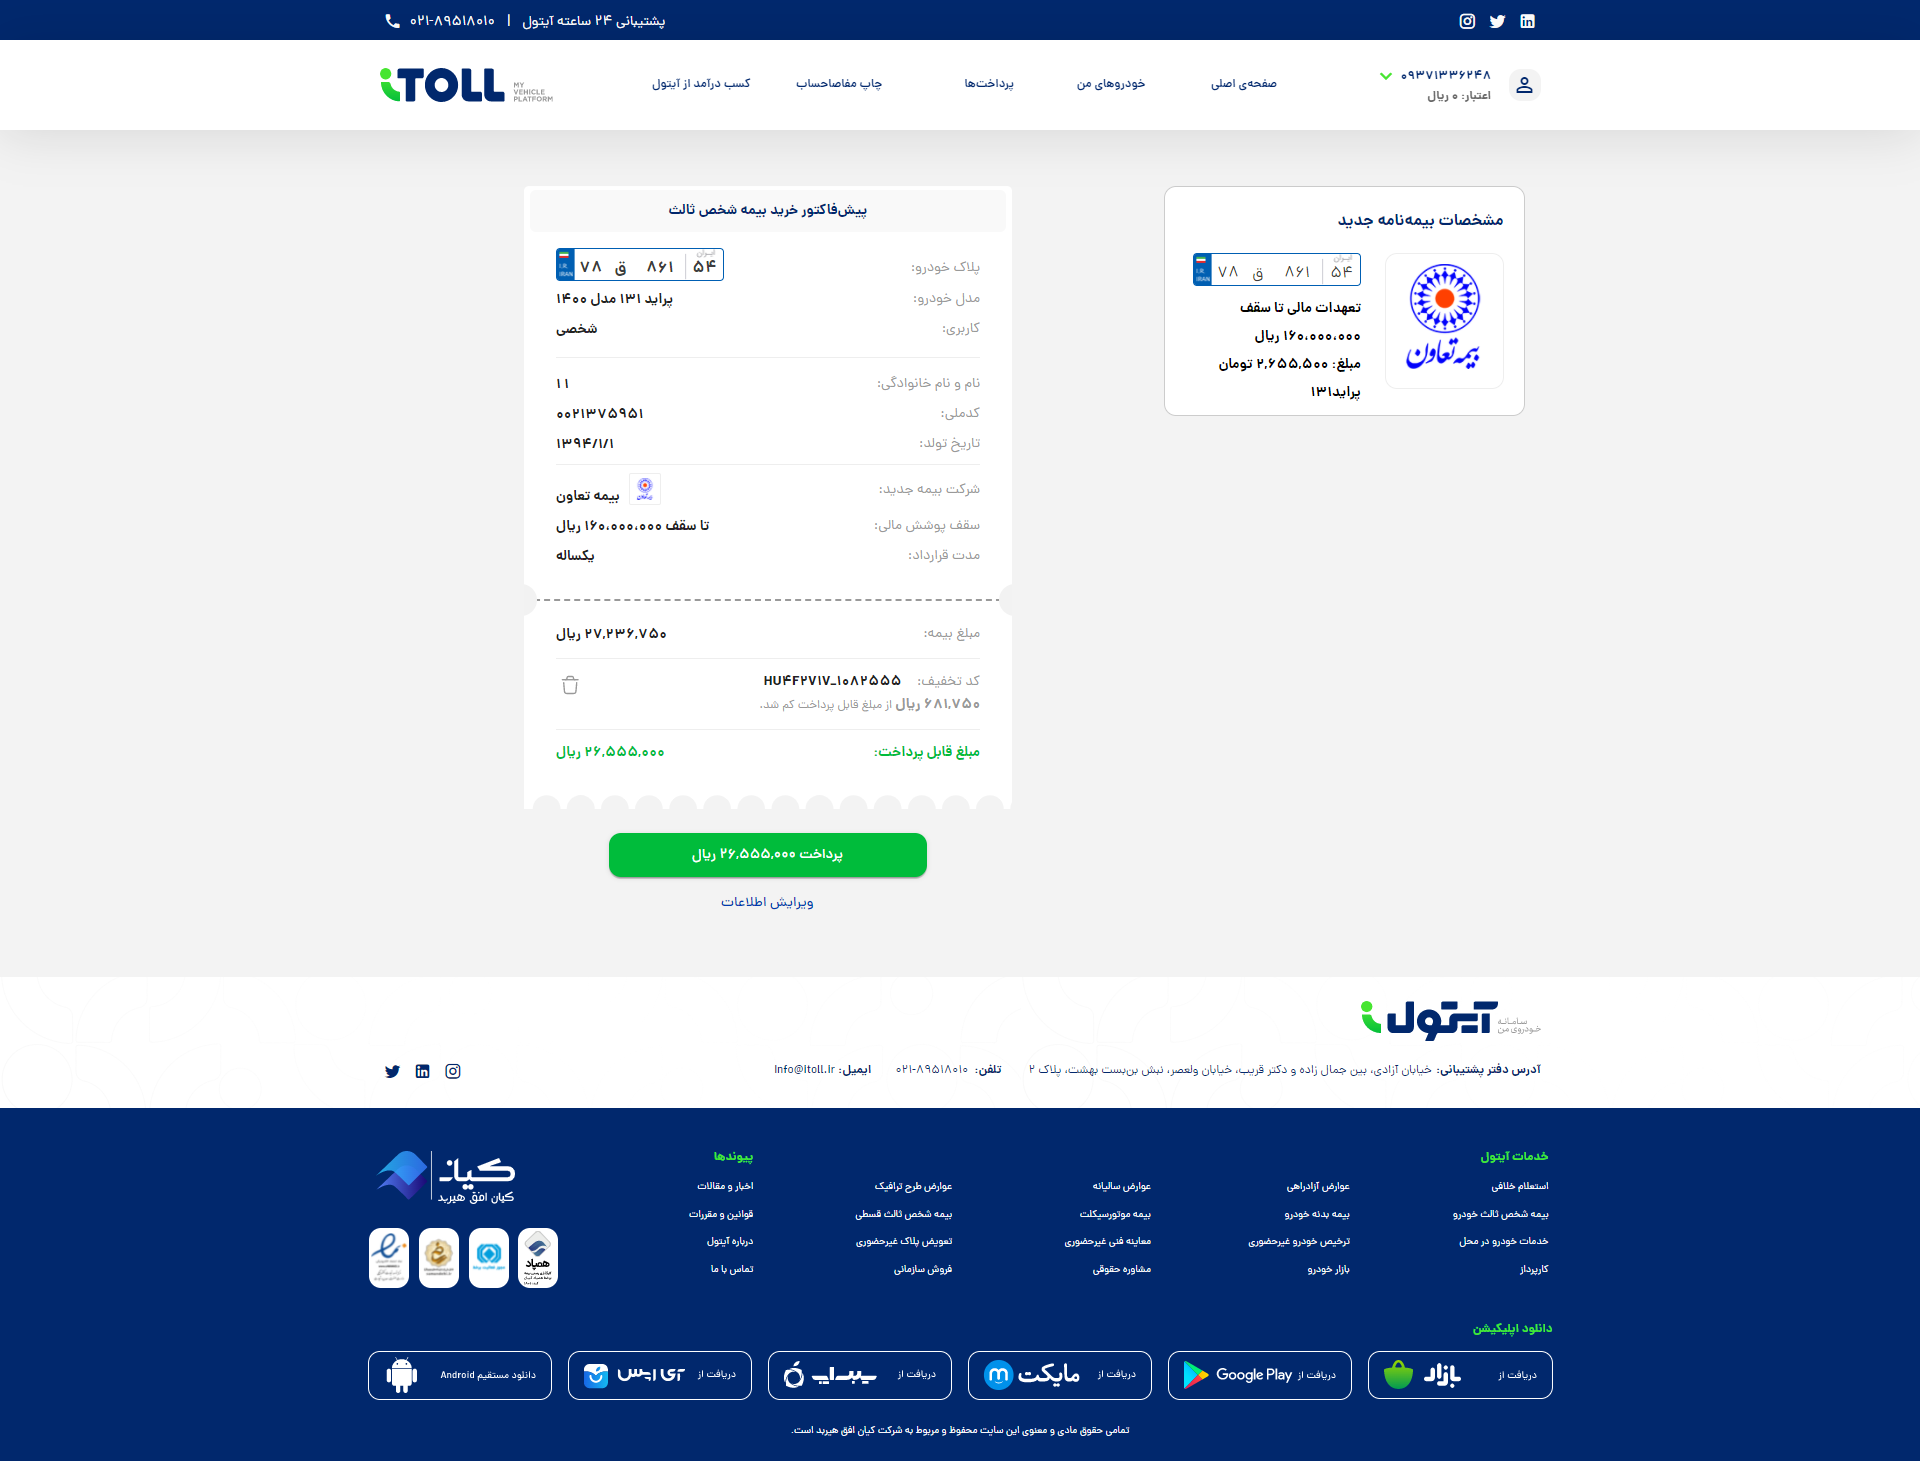 پشتیبانی ۲۴ ساعته آیتول | ۰۲۱-۸۹۵۱۸۰۱۰
۰۹۳۷۱۳۳۶۲۴۸
اعتبار: ۰ ریال
صفحه‌ی اصلی
خودروهای من
پرداخت‌ها
چاپ مفاصاحساب
کسب درآمد از آیتول
iTOLL
MY
VEHICLE
PLATFORM
مشخصات بیمه‌نامه جدید
بیمه تعاون
I.R.
IRAN
۷۸ ق ۸۶۱
ایران
۵۴
تعهدات مالی تا سقف
۱۶۰،۰۰۰،۰۰۰ ریال
مبلغ: ۲,۶۵۵,۵۰۰ تومان
پراید۱۳۱
پیش‌فاکتور خرید بیمه شخص ثالث
پلاک خودرو:
I.R.
IRAN
۷۸ ق ۸۶۱
ایران
۵۴
مدل خودرو: پراید ۱۳۱ مدل ۱۴۰۰
کاربری: شخصی
نام و نام خانوادگی: ۱ ۱
کدملی: ۰۰۲۱۳۷۵۹۵۱
تاریخ تولد: ۱۳۹۴/۱/۱
شرکت بیمه جدید: بیمه تعاون
سقف پوشش مالی: تا سقف ۱۶۰،۰۰۰،۰۰۰ ریال
مدت قرارداد: یکساله
مبلغ بیمه: ۲۷,۲۳۶,۷۵۰ ریال
کد تخفیف: HU۴F۲۷۱۷_۱۰۸۲۵۵۵
۶۸۱,۷۵۰ ریال از مبلغ قابل پرداخت کم شد.
مبلغ قابل پرداخت: ۲۶,۵۵۵,۰۰۰ ریال
پرداخت ۲۶,۵۵۵,۰۰۰ ریال
ویرایش اطلاعات
آیتول
سامانه
خودروی من
آدرس دفتر پشتیبانی: خیابان آزادی، بین جمال زاده و دکتر قریب، خیابان ولعصر، نبش بن‌بست بهشت، پلاک ۲
تلفن: ۰۲۱-۸۹۵۱۸۰۱۰
ایمیل: Info@Itoll.Ir
خدمات آیتول
استعلام خلافی
بیمه شخص ثالث خودرو
خدمات خودرو در محل
کارپرداز
عوارض آزادراهی
بیمه بدنه خودرو
ترخیص خودرو غیرحضوری
بازار خودرو
عوارض سالیانه
بیمه موتورسیکلت
معاینه فنی غیرحضوری
مشاوره حقوقی
عوارض طرح ترافیک
بیمه شخص ثالث قسطی
تعویض پلاک غیرحضوری
فروش سازمانی
پیوندها
اخبار و مقالات
قوانین و مقررات
درباره آیتول
تماس با ما
کیان
کیان افق هیربد
همپاد
دانلود اپلیکیشن
دریافت از بازار
دریافت از Google Play
دریافت از مایکت
دریافت از سیب‌اپ
دریافت از آی اپس
دانلود مستقیم Android
تمامی حقوق مادی و معنوی این سایت محفوظ و مربوط به شرکت کیان افق هیربد است.